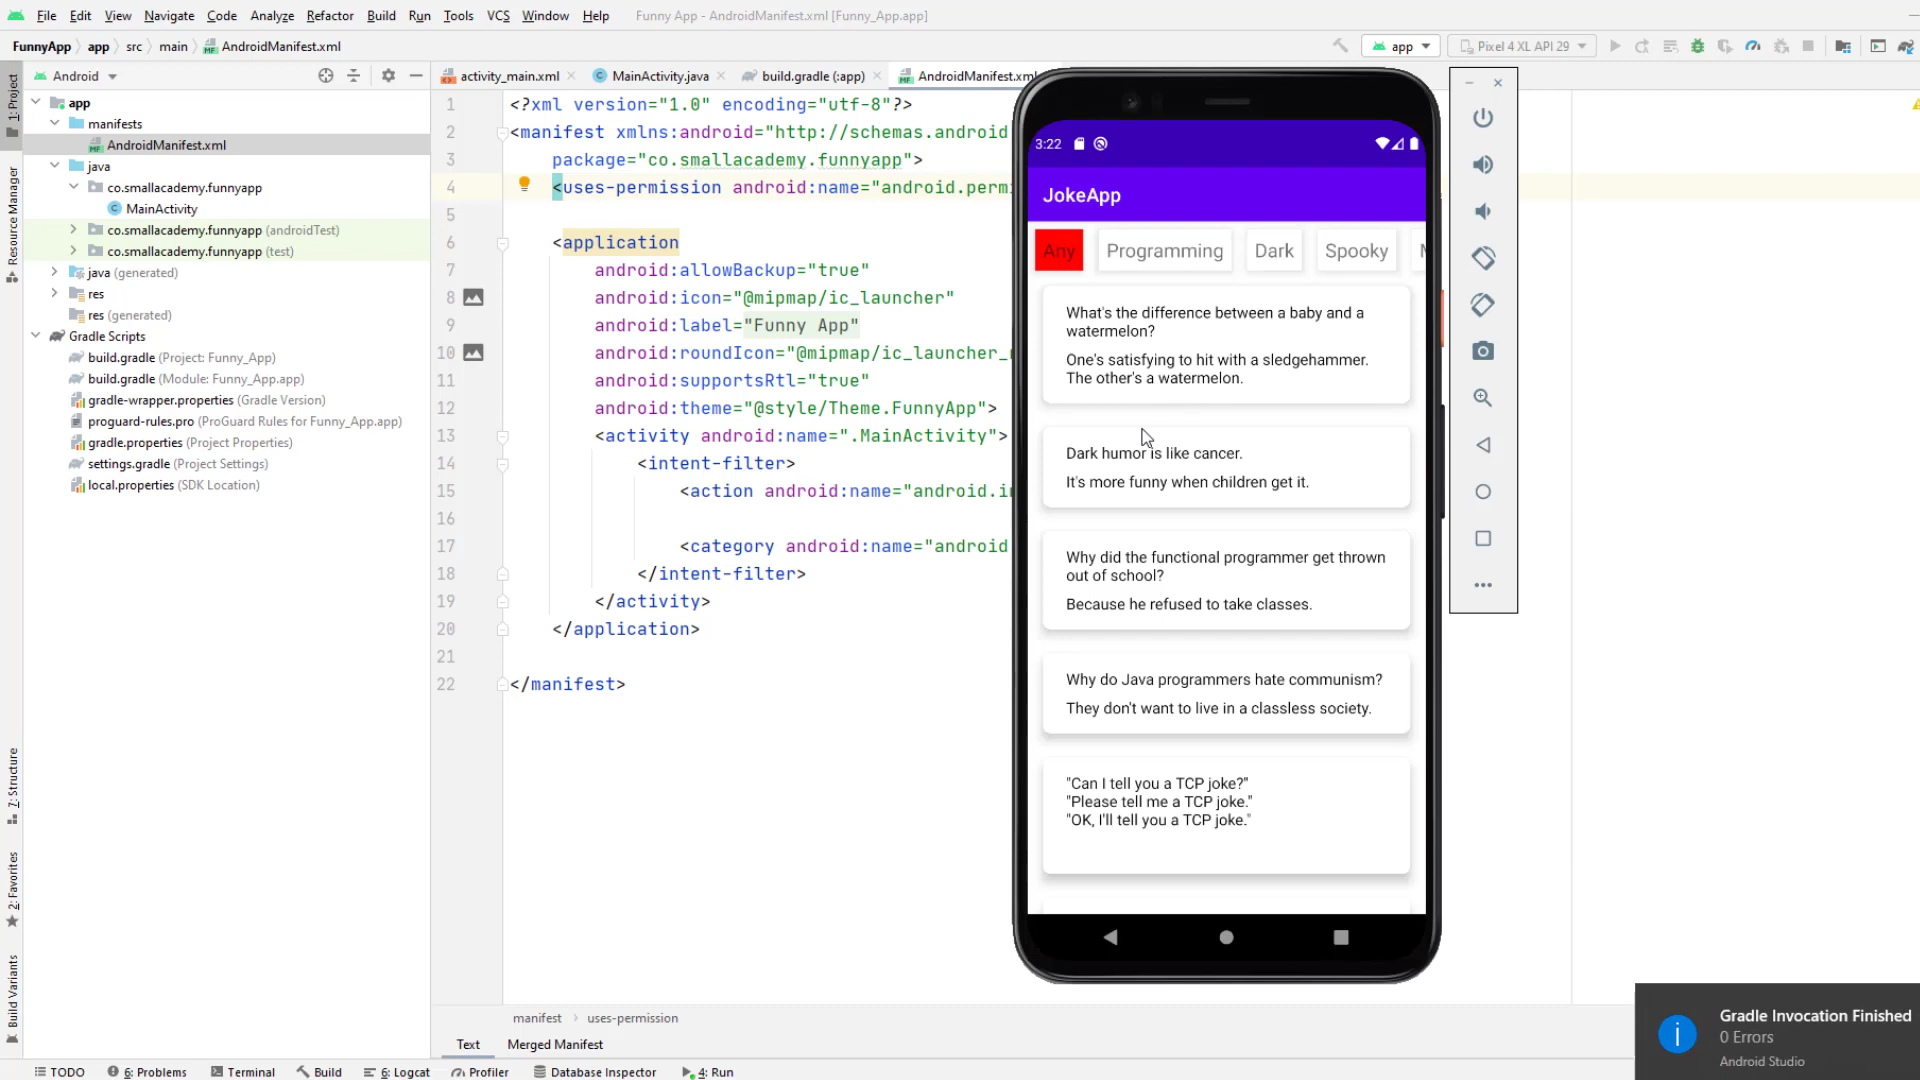 File Edit View Navigate Code Analyze Refactor Build Run Tools VCS Window Help Funny App - AndroidManifest.xml [Funny_App.app]
FunnyApp app src main AndroidManifest.xml app Pixel 4 XL API 29
Android
activity_main.xml MainActivity.java build.gradle (:app) AndroidManifest.xml
1: Project
Resource Manager
7: Structure
2: Favorites
Build Variants
app
manifests
AndroidManifest.xml
java
co.smallacademy.funnyapp
MainActivity
co.smallacademy.funnyapp (androidTest)
co.smallacademy.funnyapp (test)
java (generated)
res
res (generated)
Gradle Scripts
build.gradle (Project: Funny_App)
build.gradle (Module: Funny_App.app)
gradle-wrapper.properties (Gradle Version)
proguard-rules.pro (ProGuard Rules for Funny_App.app)
gradle.properties (Project Properties)
settings.gradle (Project Settings)
local.properties (SDK Location)
1 <?xml version="1.0" encoding="utf-8"?>
2 <manifest xmlns:android="http://schemas.android
3 package="co.smallacademy.funnyapp">
4 <uses-permission android:name="android.perm
5
6 <application
7 android:allowBackup="true"
8 android:icon="@mipmap/ic_launcher"
9 android:label="Funny App"
10 android:roundIcon="@mipmap/ic_launcher_
11 android:supportsRtl="true"
12 android:theme="@style/Theme.FunnyApp">
13 <activity android:name=".MainActivity">
14 <intent-filter>
15 <action android:name="android.in
16
17 <category android:name="android
18 </intent-filter>
19 </activity>
20 </application>
21
22 </manifest>
3:22
JokeApp
Any Programming Dark Spooky
What's the difference between a baby and a
watermelon?
One's satisfying to hit with a sledgehammer.
The other's a watermelon.
Dark humor is like cancer.
It's more funny when children get it.
Why did the functional programmer get thrown
out of school?
Because he refused to take classes.
Why do Java programmers hate communism?
They don't want to live in a classless society.
"Can I tell you a TCP joke?"
"Please tell me a TCP joke."
"OK, I'll tell you a TCP joke."
manifest uses-permission
Text Merged Manifest
Gradle Invocation Finished
0 Errors
Android Studio
TODO 6: Problems Terminal Build 6: Logcat Profiler Database Inspector 4: Run